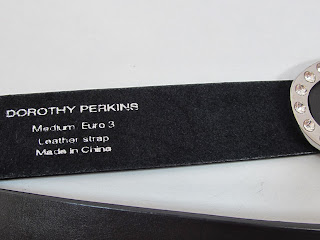 DOROTHY PERKINS
Medium Euro 3
Leather strap
Made in China